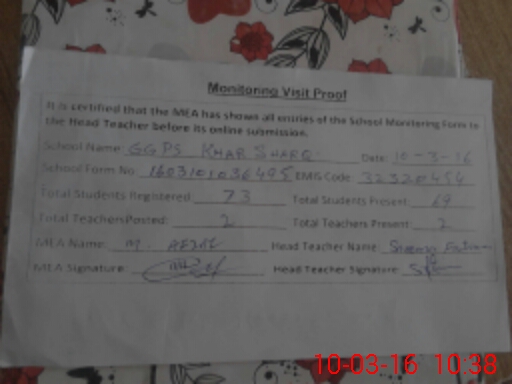 Monitoring Visit Proof
It is certified that the MEA has shown all entries of the School Monitoring Form to
the Head Teacher before its online submission.
School Name: GGPS KHAR SHARQ Date: 10-3-16
School Form No: 1603101036495 EMIS Code: 32320454
Total Students Registered: 73 Total Students Present: 69
Total Teachers Posted: 2 Total Teachers Present: 2
MEA Name: M. Head Teacher Name:
MEA Signature: Head Teacher Signature:
10-03-16 10:38